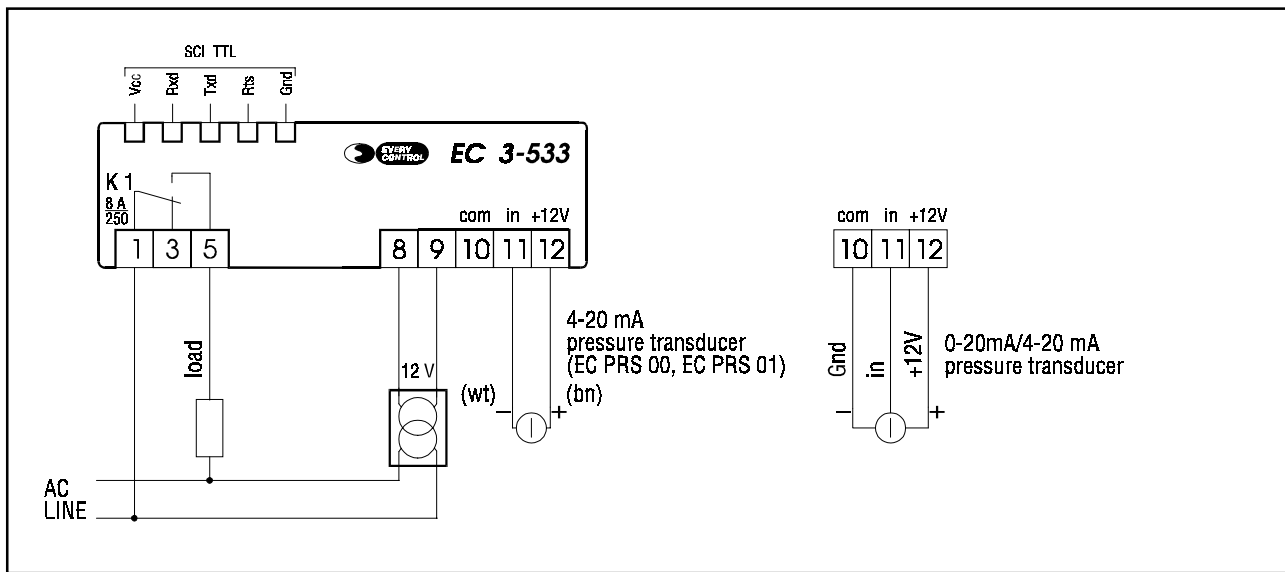 SCI TTL
Vcc Rxd Txd Rts Gnd
EVERY CONTROL EC 3-533
K 1
8 A
250
com in +12V
1 3 5 8 9 10 11 12
load
12 V
4-20 mA
pressure transducer
(EC PRS 00, EC PRS 01)
(wt) (bn)
− +
AC
LINE
com in +12V
10 11 12
Gnd in +12V
0-20mA/4-20 mA
pressure transducer
− +